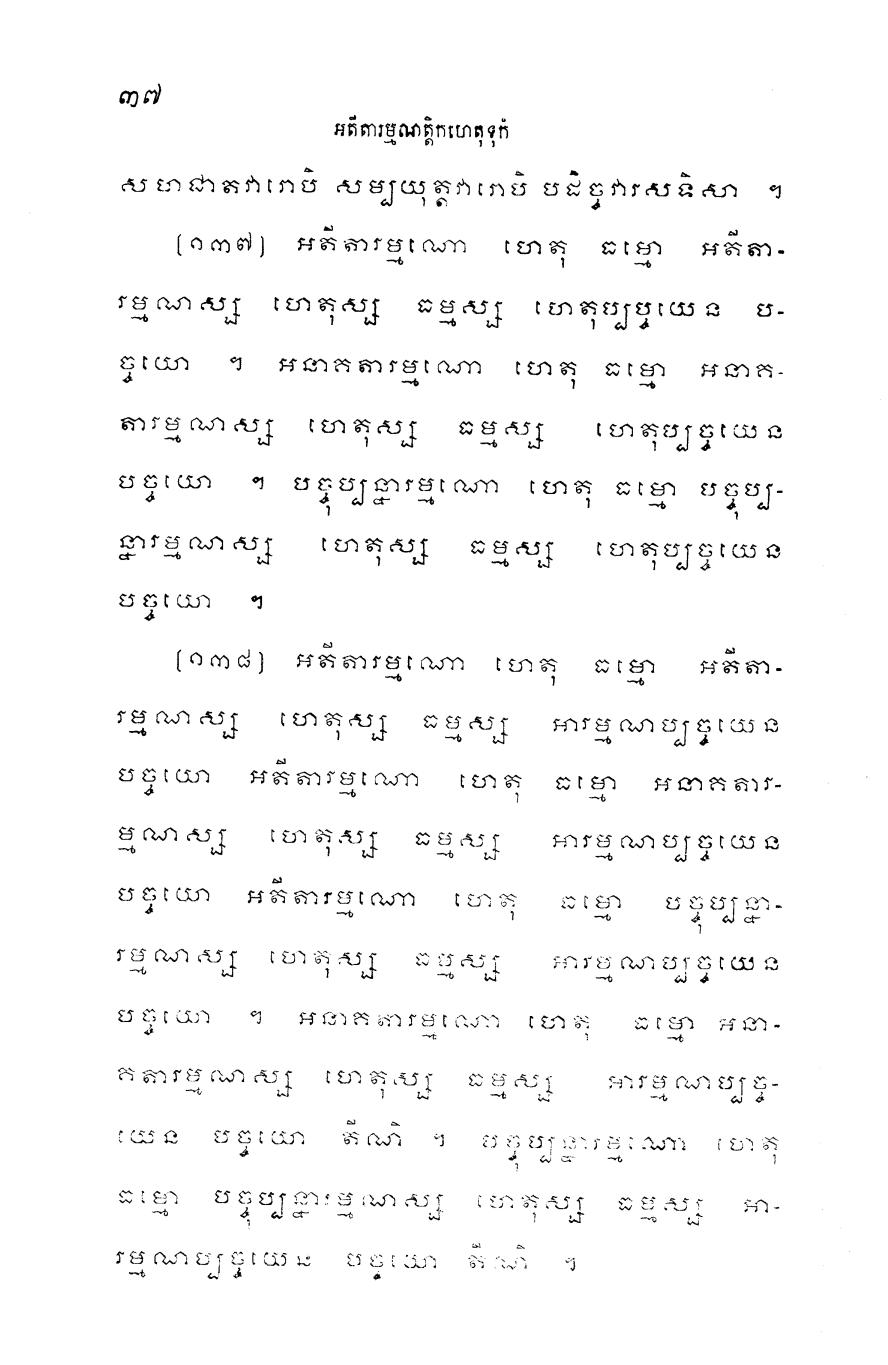 ៣៧
អតីតារម្មណត្តិកហេតុទុកំ
សហជាតវារោបិ សម្បយុត្តវារោបិ បដិច្ចវារសទិសា ។
(១៣៧) អតីតារម្មណោ ហេតុ ធម្មោ អតីតា-
រម្មណស្ស ហេតុស្ស ធម្មស្ស ហេតុប្បច្ចយេន ប-
ច្ចយោ ។ អនាគតារម្មណោ ហេតុ ធម្មោ អនាគ-
តារម្មណស្ស ហេតុស្ស ធម្មស្ស ហេតុប្បច្ចយេន
បច្ចយោ ។ បច្ចុប្បន្នារម្មណោ ហេតុ ធម្មោ បច្ចុប្ប-
ន្នារម្មណស្ស ហេតុស្ស ធម្មស្ស ហេតុប្បច្ចយេន
បច្ចយោ ។
(១៣៨) អតីតារម្មណោ ហេតុ ធម្មោ អតីតា-
រម្មណស្ស ហេតុស្ស ធម្មស្ស អារម្មណប្បច្ចយេន
បច្ចយោ អតីតារម្មណោ ហេតុ ធម្មោ អនាគតារ-
ម្មណស្ស ហេតុស្ស ធម្មស្ស អារម្មណប្បច្ចយេន
បច្ចយោ អតីតារម្មណោ ហេតុ ធម្មោ បច្ចុប្បន្នា-
រម្មណស្ស ហេតុស្ស ធម្មស្ស អារម្មណប្បច្ចយេន
បច្ចយោ ។ អនាគតារម្មណោ ហេតុ ធម្មោ អនា-
គតារម្មណស្ស ហេតុស្ស ធម្មស្ស អារម្មណប្បច្ច-
យេន បច្ចយោ តីណិ ។ បច្ចុប្បន្នារម្មណោ ហេតុ
ធម្មោ បច្ចុប្បន្នារម្មណស្ស ហេតុស្ស ធម្មស្ស អា-
រម្មណប្បច្ចយេន បច្ចយោ តីណិ ។